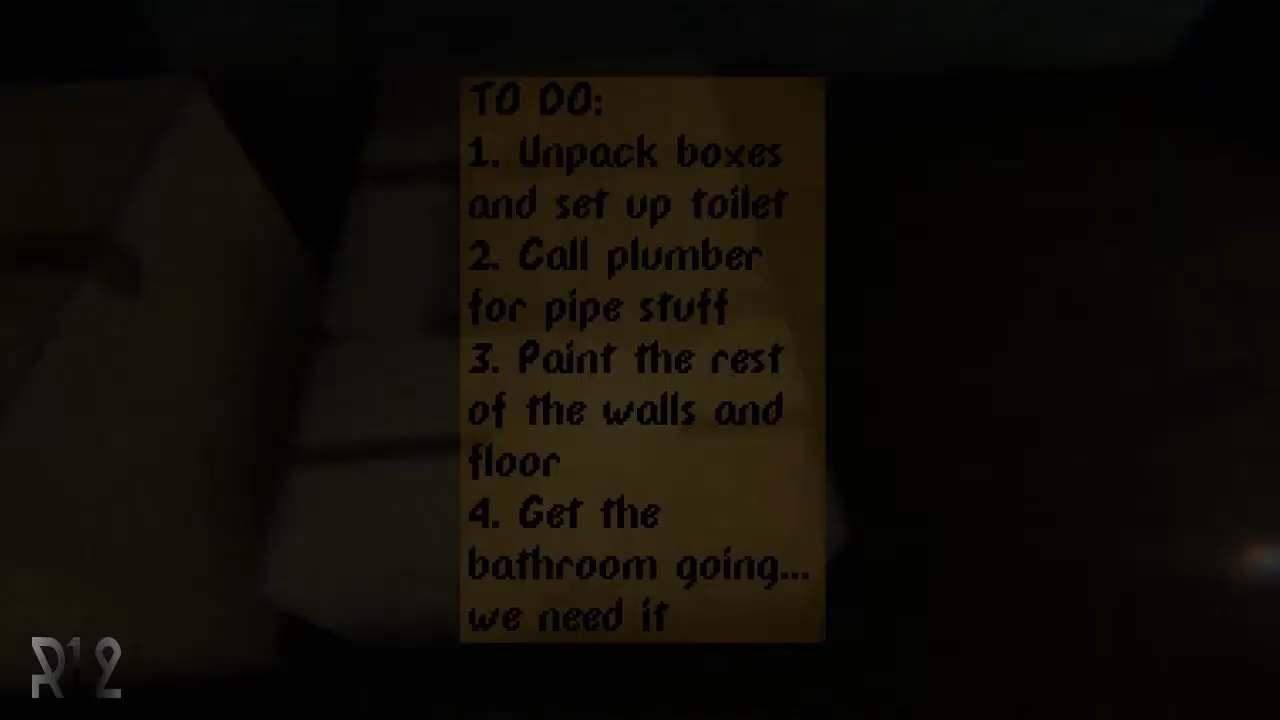 TO DO:
1. Unpack boxes
and set up toilet
2. Call plumber
for pipe stuff
3. Paint the rest
of the walls and
floor
4. Get the
bathroom going...
we need it
R12